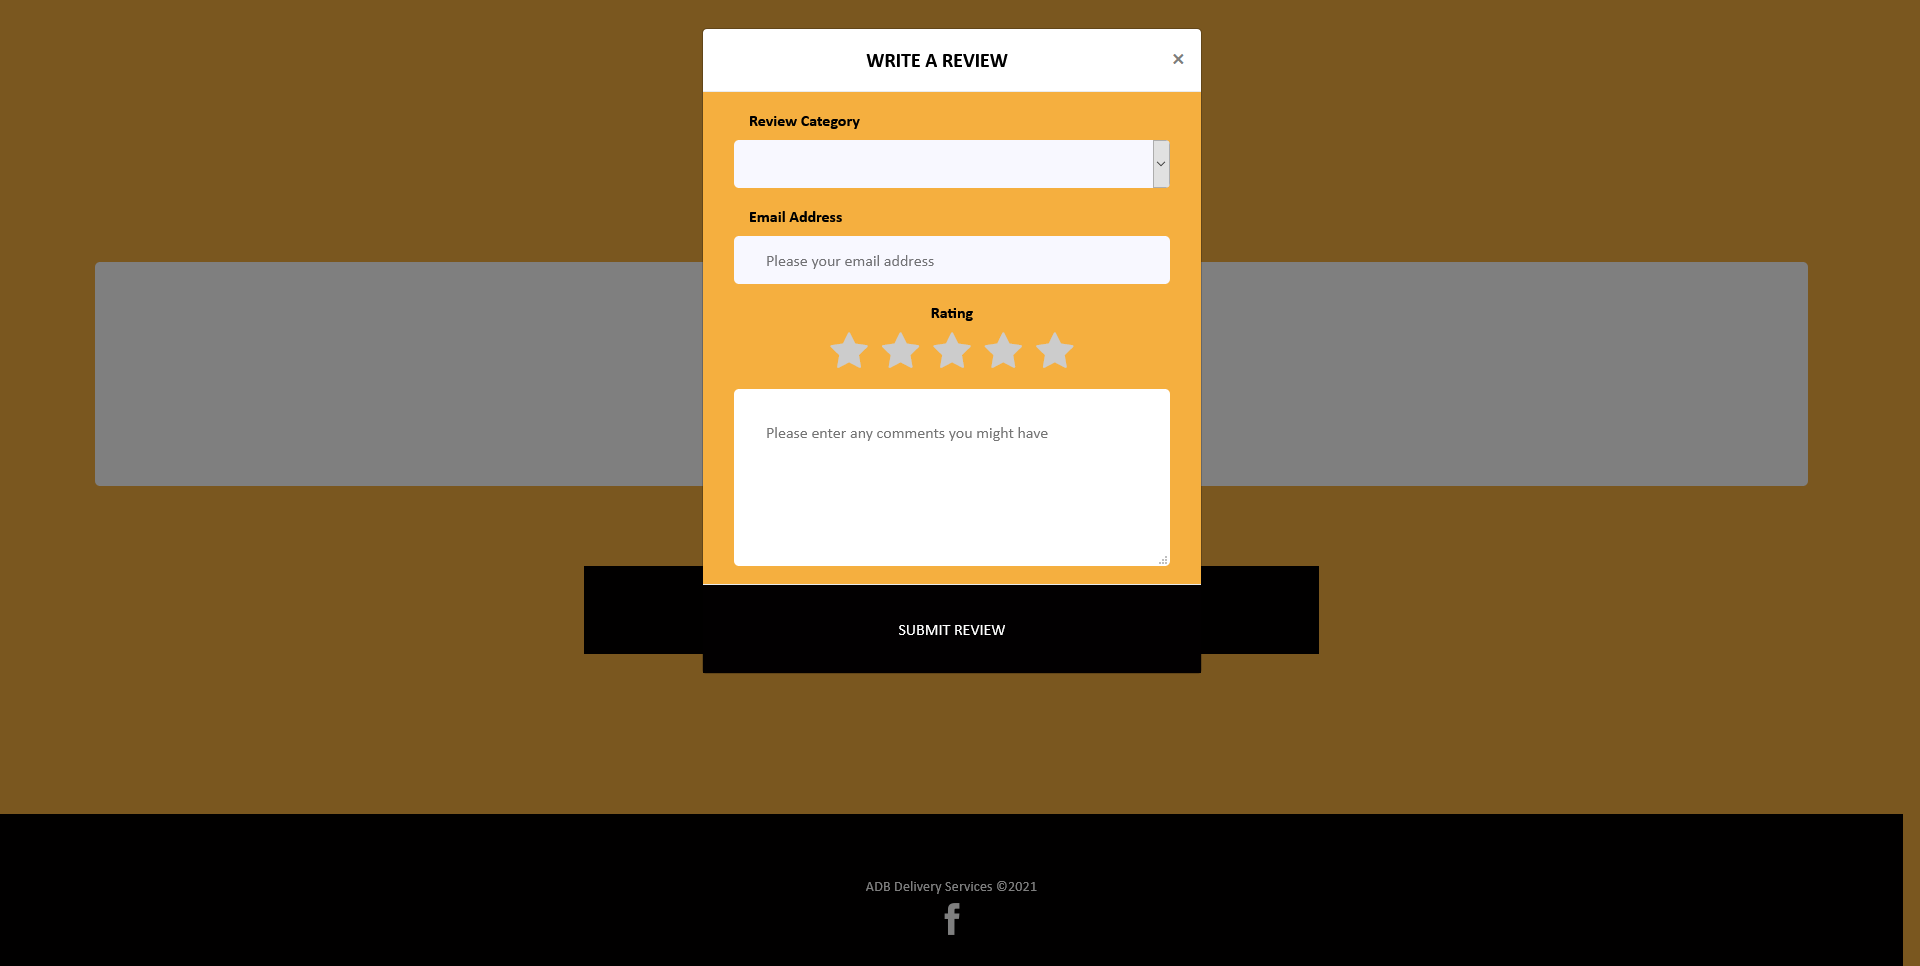 WRITE A REVIEW
×
Review Category
Email Address
Please your email address
Rating
Please enter any comments you might have
SUBMIT REVIEW
ADB Delivery Services ©2021